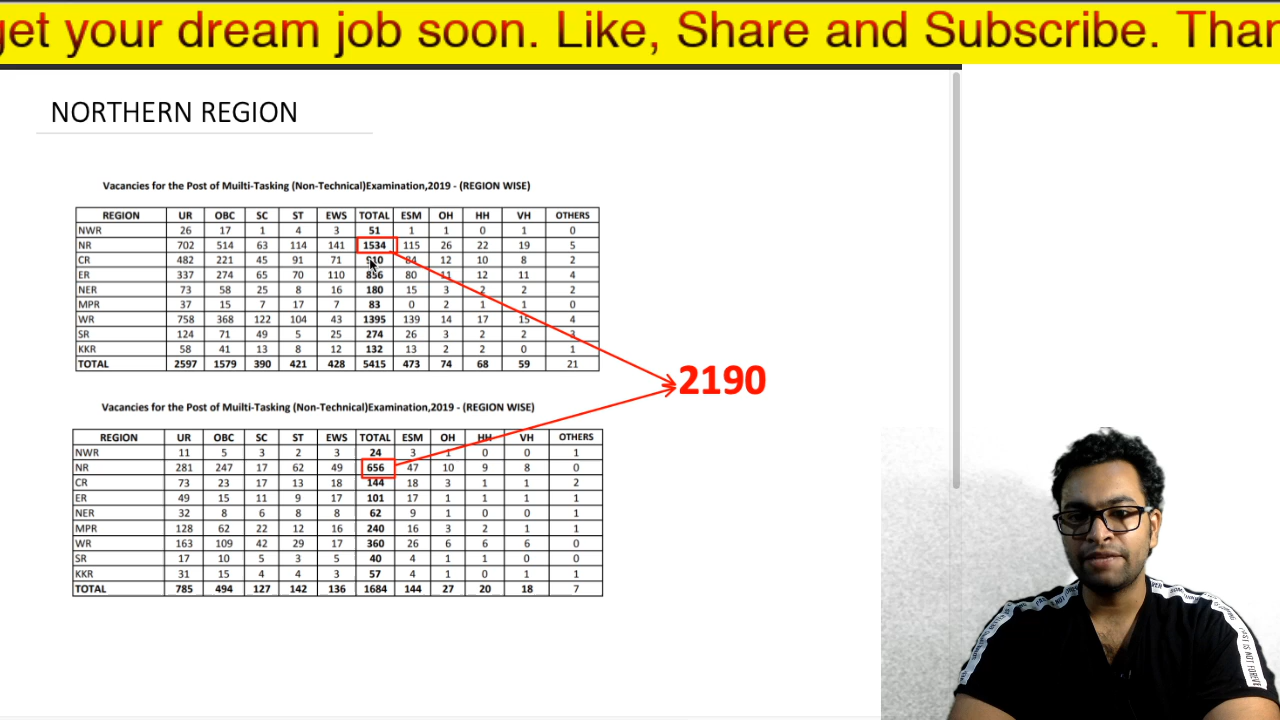 get your dream job soon. Like, Share and Subscribe. Than
NORTHERN REGION
Vacancies for the Post of Muilti-Tasking (Non-Technical)Examination,2019 - (REGION WISE)
REGION UR OBC SC ST EWS TOTAL ESM OH HH VH OTHERS
NWR 26 17 1 4 3 51 1 1 0 1 0
NR 702 514 63 114 141 1534 115 26 22 19 5
CR 482 221 45 91 71 910 84 12 10 8 2
ER 337 274 65 70 110 856 80 11 12 11 4
NER 73 58 25 8 16 180 15 3 2 2 2
MPR 37 15 7 17 7 83 0 2 1 1 0
WR 758 368 122 104 43 1395 139 14 17 15 4
SR 124 71 49 5 25 274 26 3 2 2 3
KKR 58 41 13 8 12 132 13 2 2 0 1
TOTAL 2597 1579 390 421 428 5415 473 74 68 59 21
2190
Vacancies for the Post of Muilti-Tasking (Non-Technical)Examination,2019 - (REGION WISE)
REGION UR OBC SC ST EWS TOTAL ESM OH HH VH OTHERS
NWR 11 5 3 2 3 24 3 1 0 0 1
NR 281 247 17 62 49 656 47 10 9 8 0
CR 73 23 17 13 18 144 18 3 1 1 2
ER 49 15 11 9 17 101 17 1 1 1 1
NER 32 8 6 8 8 62 9 1 0 0 1
MPR 128 62 22 12 16 240 16 3 2 1 1
WR 163 109 42 29 17 360 26 6 6 6 0
SR 17 10 5 3 5 40 4 1 1 0 0
KKR 31 15 4 4 3 57 4 1 0 1 1
TOTAL 785 494 127 142 136 1684 144 27 20 18 7